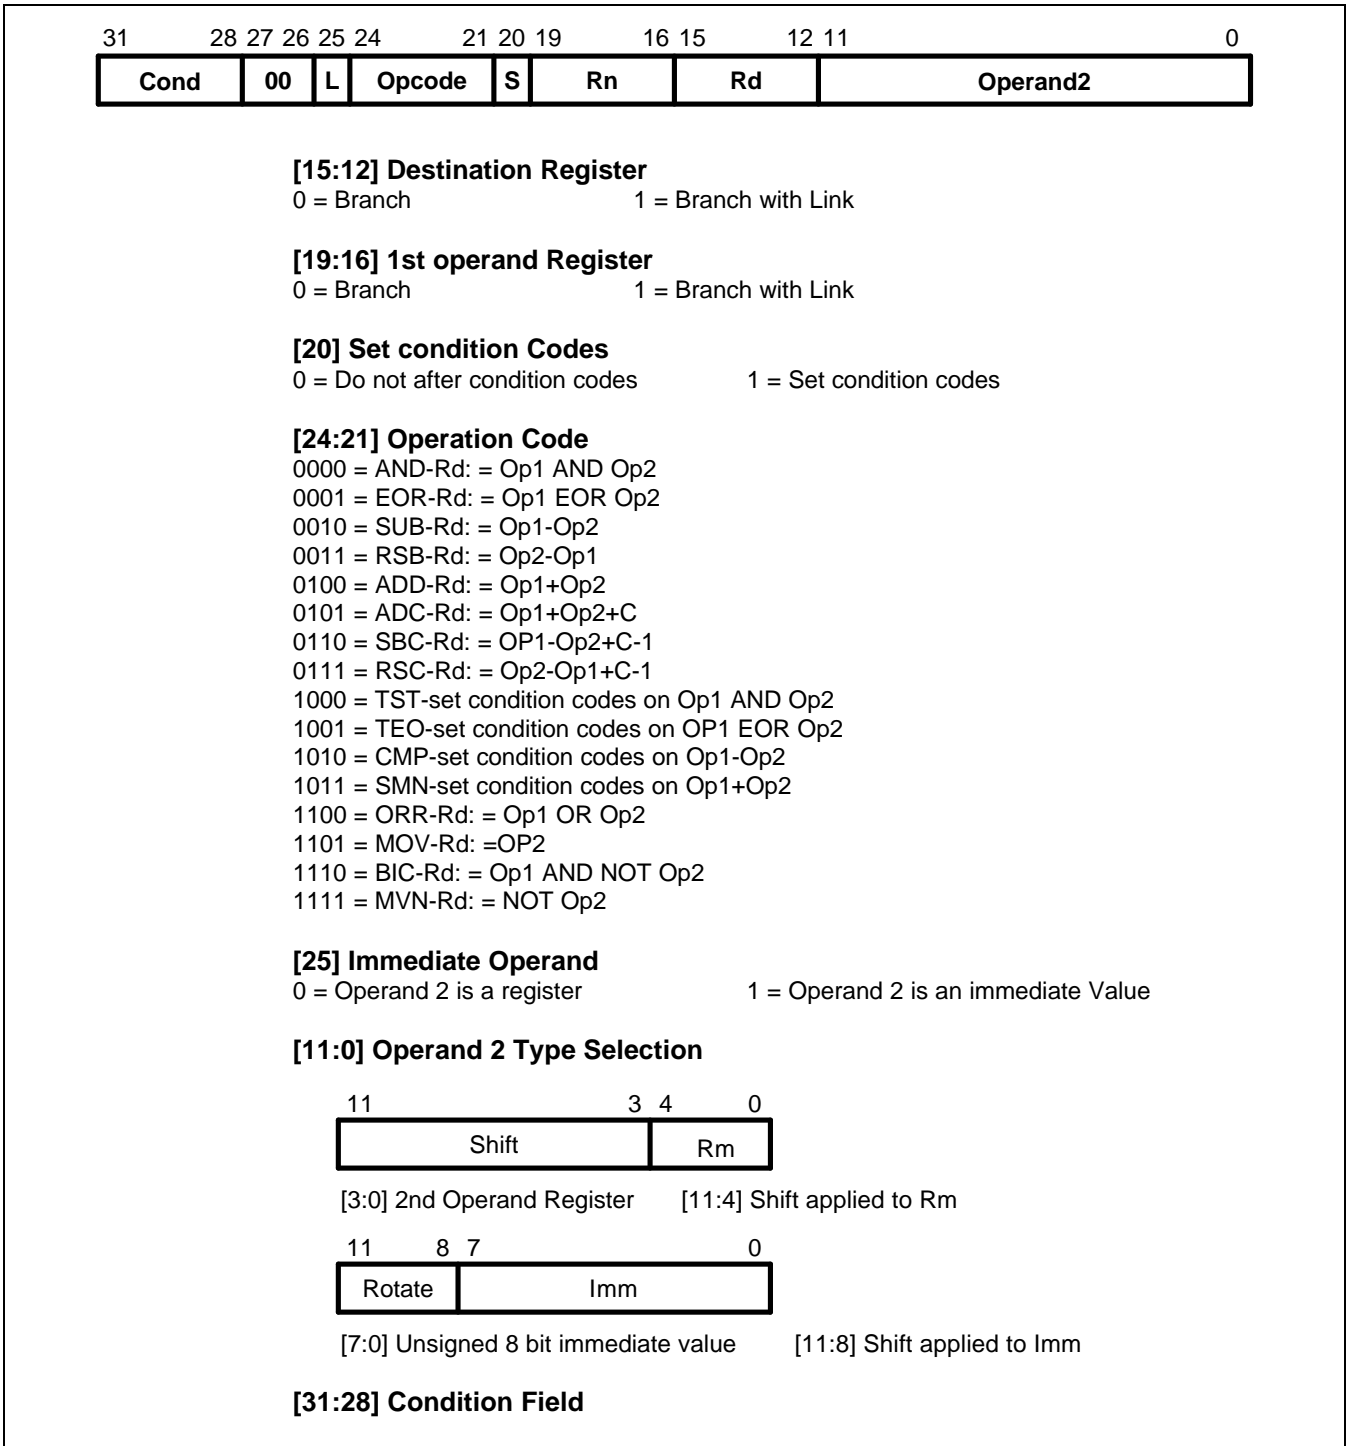 31 28 27 26 25 24 21 20 19 16 15 12 11 0
Cond 00 L Opcode S Rn Rd Operand2
[15:12] Destination Register
0 = Branch 1 = Branch with Link
[19:16] 1st operand Register
0 = Branch 1 = Branch with Link
[20] Set condition Codes
0 = Do not after condition codes 1 = Set condition codes
[24:21] Operation Code
0000 = AND-Rd: = Op1 AND Op2
0001 = EOR-Rd: = Op1 EOR Op2
0010 = SUB-Rd: = Op1-Op2
0011 = RSB-Rd: = Op2-Op1
0100 = ADD-Rd: = Op1+Op2
0101 = ADC-Rd: = Op1+Op2+C
0110 = SBC-Rd: = OP1-Op2+C-1
0111 = RSC-Rd: = Op2-Op1+C-1
1000 = TST-set condition codes on Op1 AND Op2
1001 = TEO-set condition codes on OP1 EOR Op2
1010 = CMP-set condition codes on Op1-Op2
1011 = SMN-set condition codes on Op1+Op2
1100 = ORR-Rd: = Op1 OR Op2
1101 = MOV-Rd: =OP2
1110 = BIC-Rd: = Op1 AND NOT Op2
1111 = MVN-Rd: = NOT Op2
[25] Immediate Operand
0 = Operand 2 is a register 1 = Operand 2 is an immediate Value
[11:0] Operand 2 Type Selection
11 3 4 0
Shift Rm
[3:0] 2nd Operand Register [11:4] Shift applied to Rm
11 8 7 0
Rotate Imm
[7:0] Unsigned 8 bit immediate value [11:8] Shift applied to Imm
[31:28] Condition Field